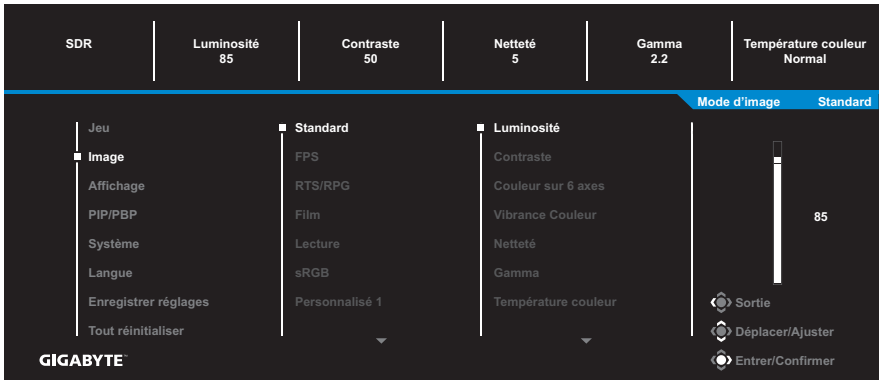 SDR
Luminosité
85
Contraste
50
Netteté
5
Gamma
2.2
Température couleur
Normal
Mode d'image Standard
Jeu
Image
Affichage
PIP/PBP
Système
Langue
Enregistrer réglages
Tout réinitialiser
Standard
FPS
RTS/RPG
Film
Lecture
sRGB
Personnalisé 1
Luminosité
Contraste
Couleur sur 6 axes
Vibrance Couleur
Netteté
Gamma
Température couleur
85
Sortie
Déplacer/Ajuster
Entrer/Confirmer
GIGABYTE™